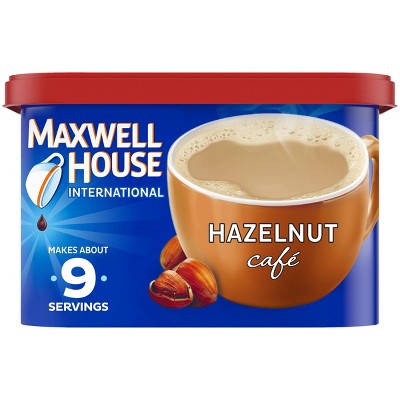 MAXWELL
HOUSE
INTERNATIONAL
MAKES ABOUT
9
SERVINGS
HAZELNUT
café